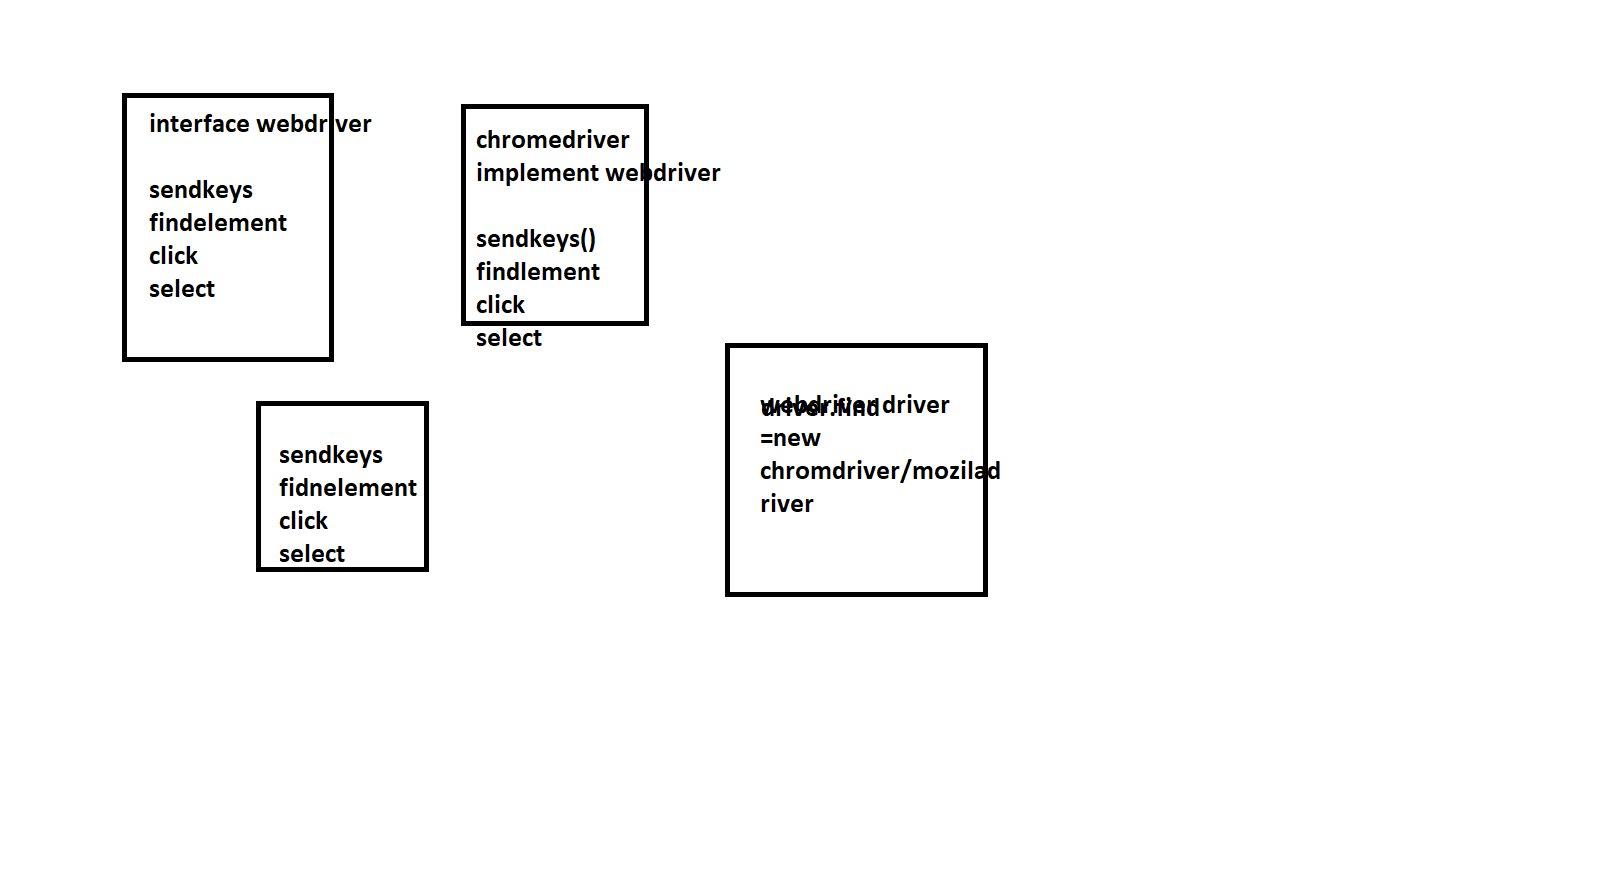 interface webdriver
sendkeys
findelement
click
select
chromedriver
implement webdriver
sendkeys()
findlement
click
select
sendkeys
fidnelement
click
select
webdriver driver
driver.find
=new
chromdriver/mozilad
river